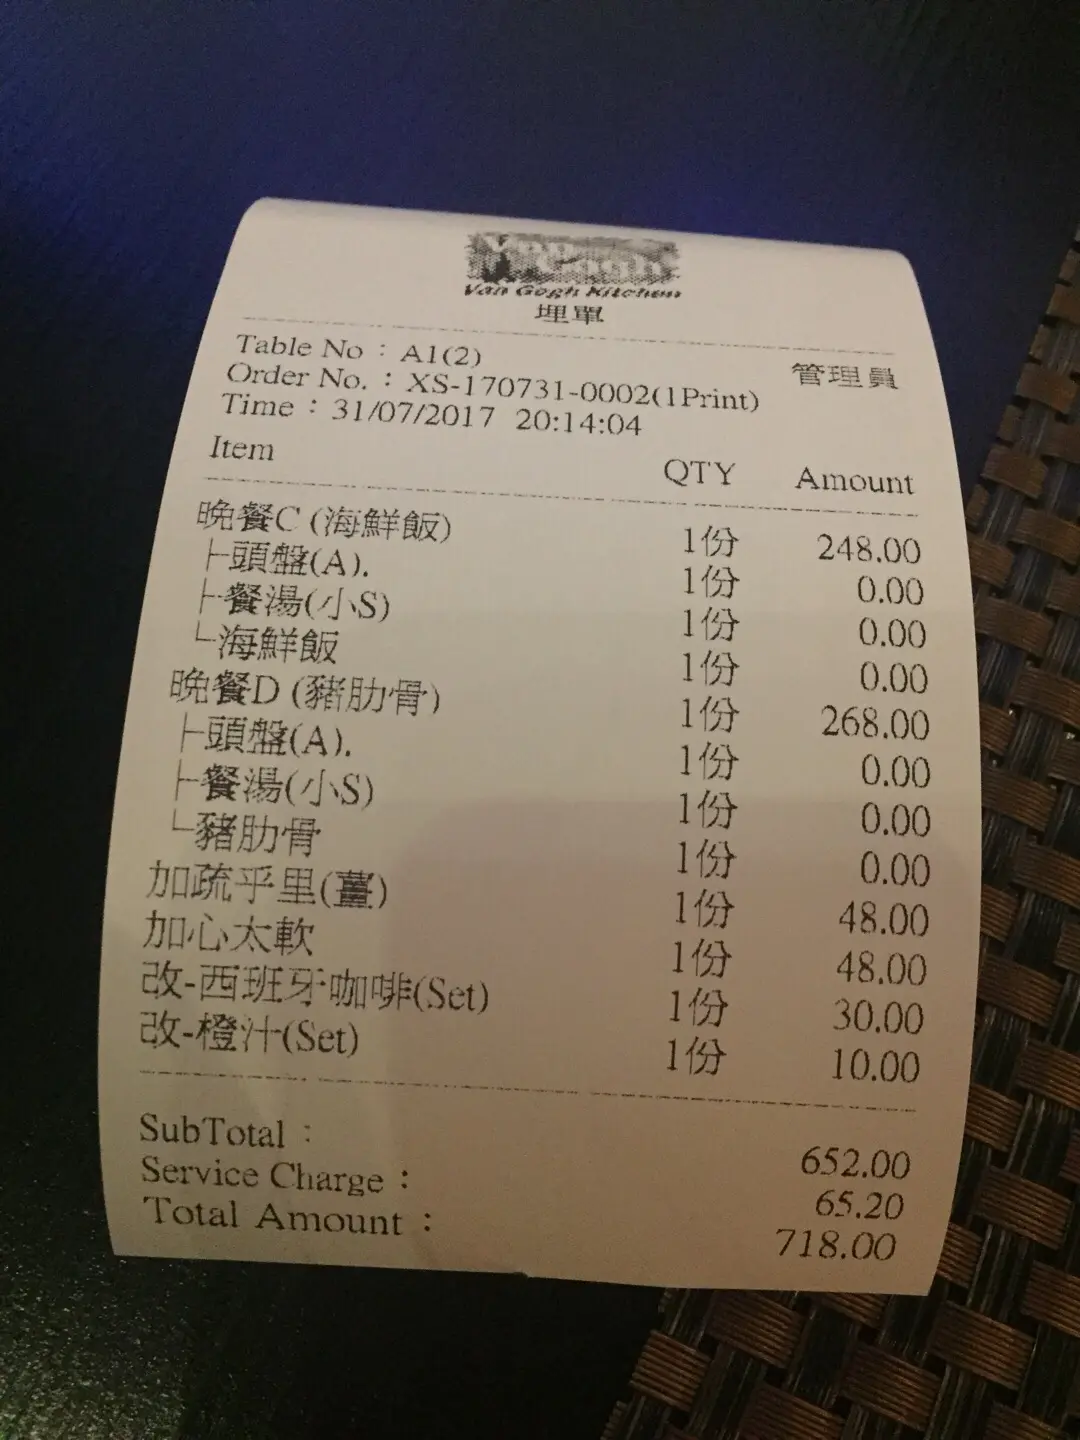 Van Gogh
Van Gogh Kitchen
埋單
Table No：A1(2)
管理員
Order No.：XS-170731-0002(1Print)
Time：31/07/2017 20:14:04
Item QTY Amount
晚餐C (海鮮飯) 1份 248.00
├頭盤(A). 1份 0.00
├餐湯(小S) 1份 0.00
└海鮮飯 1份 0.00
晚餐D (豬肋骨) 1份 268.00
├頭盤(A). 1份 0.00
├餐湯(小S) 1份 0.00
└豬肋骨 1份 0.00
加疏乎里(薑) 1份 48.00
加心太軟 1份 48.00
改-西班牙咖啡(Set) 1份 30.00
改-橙汁(Set) 1份 10.00
SubTotal： 652.00
Service Charge： 65.20
Total Amount： 718.00